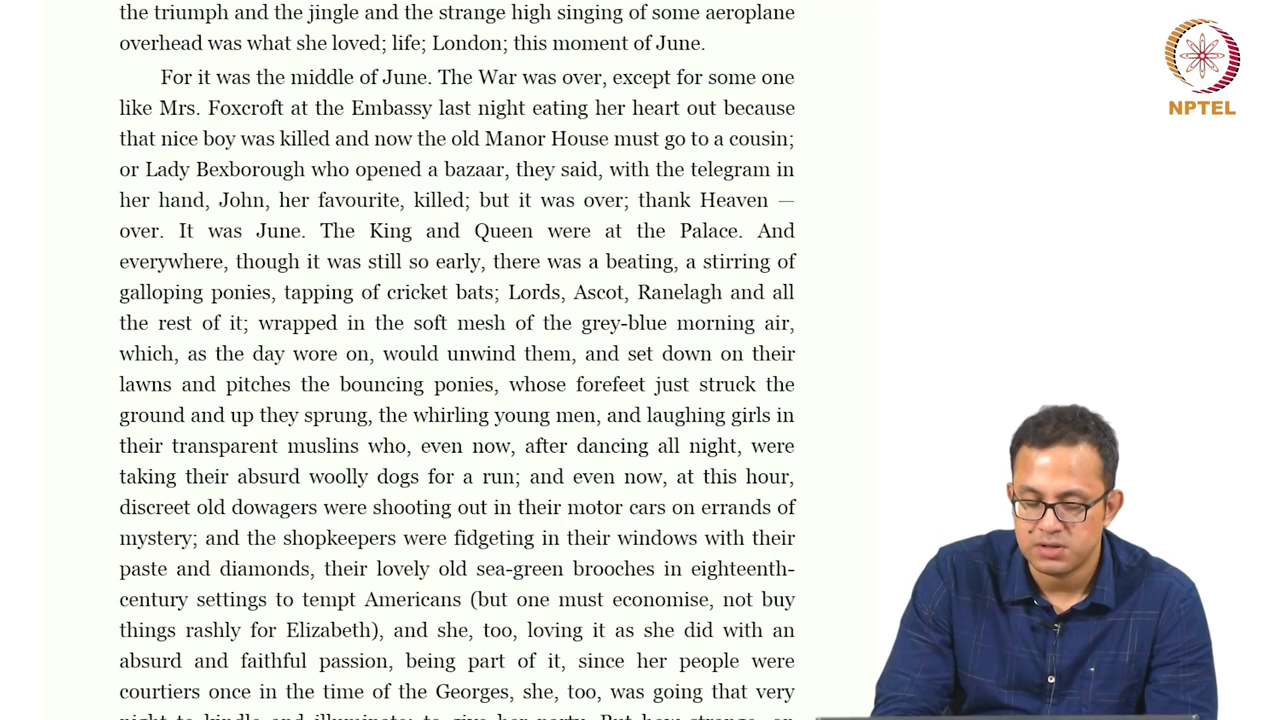 the triumph and the jingle and the strange high singing of some aeroplane
overhead was what she loved; life; London; this moment of June.
For it was the middle of June. The War was over, except for some one
like Mrs. Foxcroft at the Embassy last night eating her heart out because
that nice boy was killed and now the old Manor House must go to a cousin;
or Lady Bexborough who opened a bazaar, they said, with the telegram in
her hand, John, her favourite, killed; but it was over; thank Heaven —
over. It was June. The King and Queen were at the Palace. And
everywhere, though it was still so early, there was a beating, a stirring of
galloping ponies, tapping of cricket bats; Lords, Ascot, Ranelagh and all
the rest of it; wrapped in the soft mesh of the grey-blue morning air,
which, as the day wore on, would unwind them, and set down on their
lawns and pitches the bouncing ponies, whose forefeet just struck the
ground and up they sprung, the whirling young men, and laughing girls in
their transparent muslins who, even now, after dancing all night, were
taking their absurd woolly dogs for a run; and even now, at this hour,
discreet old dowagers were shooting out in their motor cars on errands of
mystery; and the shopkeepers were fidgeting in their windows with their
paste and diamonds, their lovely old sea-green brooches in eighteenth-
century settings to tempt Americans (but one must economise, not buy
things rashly for Elizabeth), and she, too, loving it as she did with an
absurd and faithful passion, being part of it, since her people were
courtiers once in the time of the Georges, she, too, was going that very
night to kindle and illuminate; to give her party. But how strange, on
NPTEL